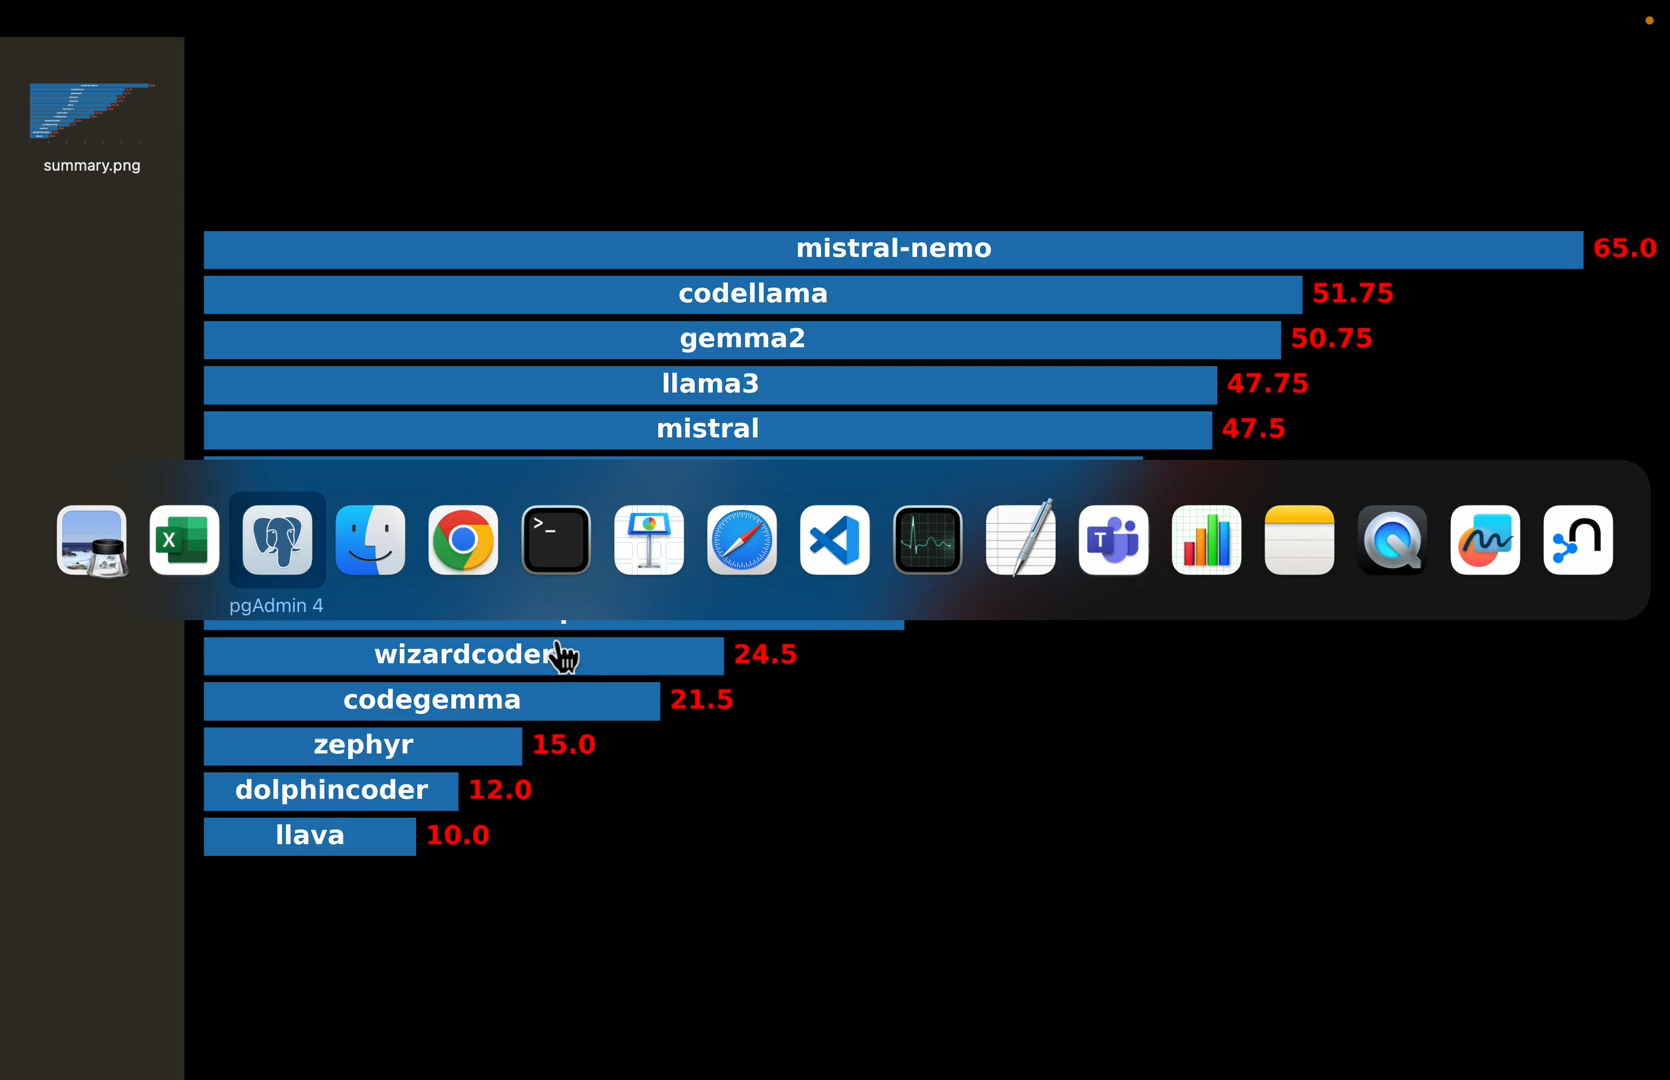 summary.png
mistral-nemo 65.0
codellama 51.75
gemma2 50.75
llama3 47.75
mistral 47.5
X
>_
T
pgAdmin 4
wizardcoder 24.5
codegemma 21.5
zephyr 15.0
dolphincoder 12.0
llava 10.0